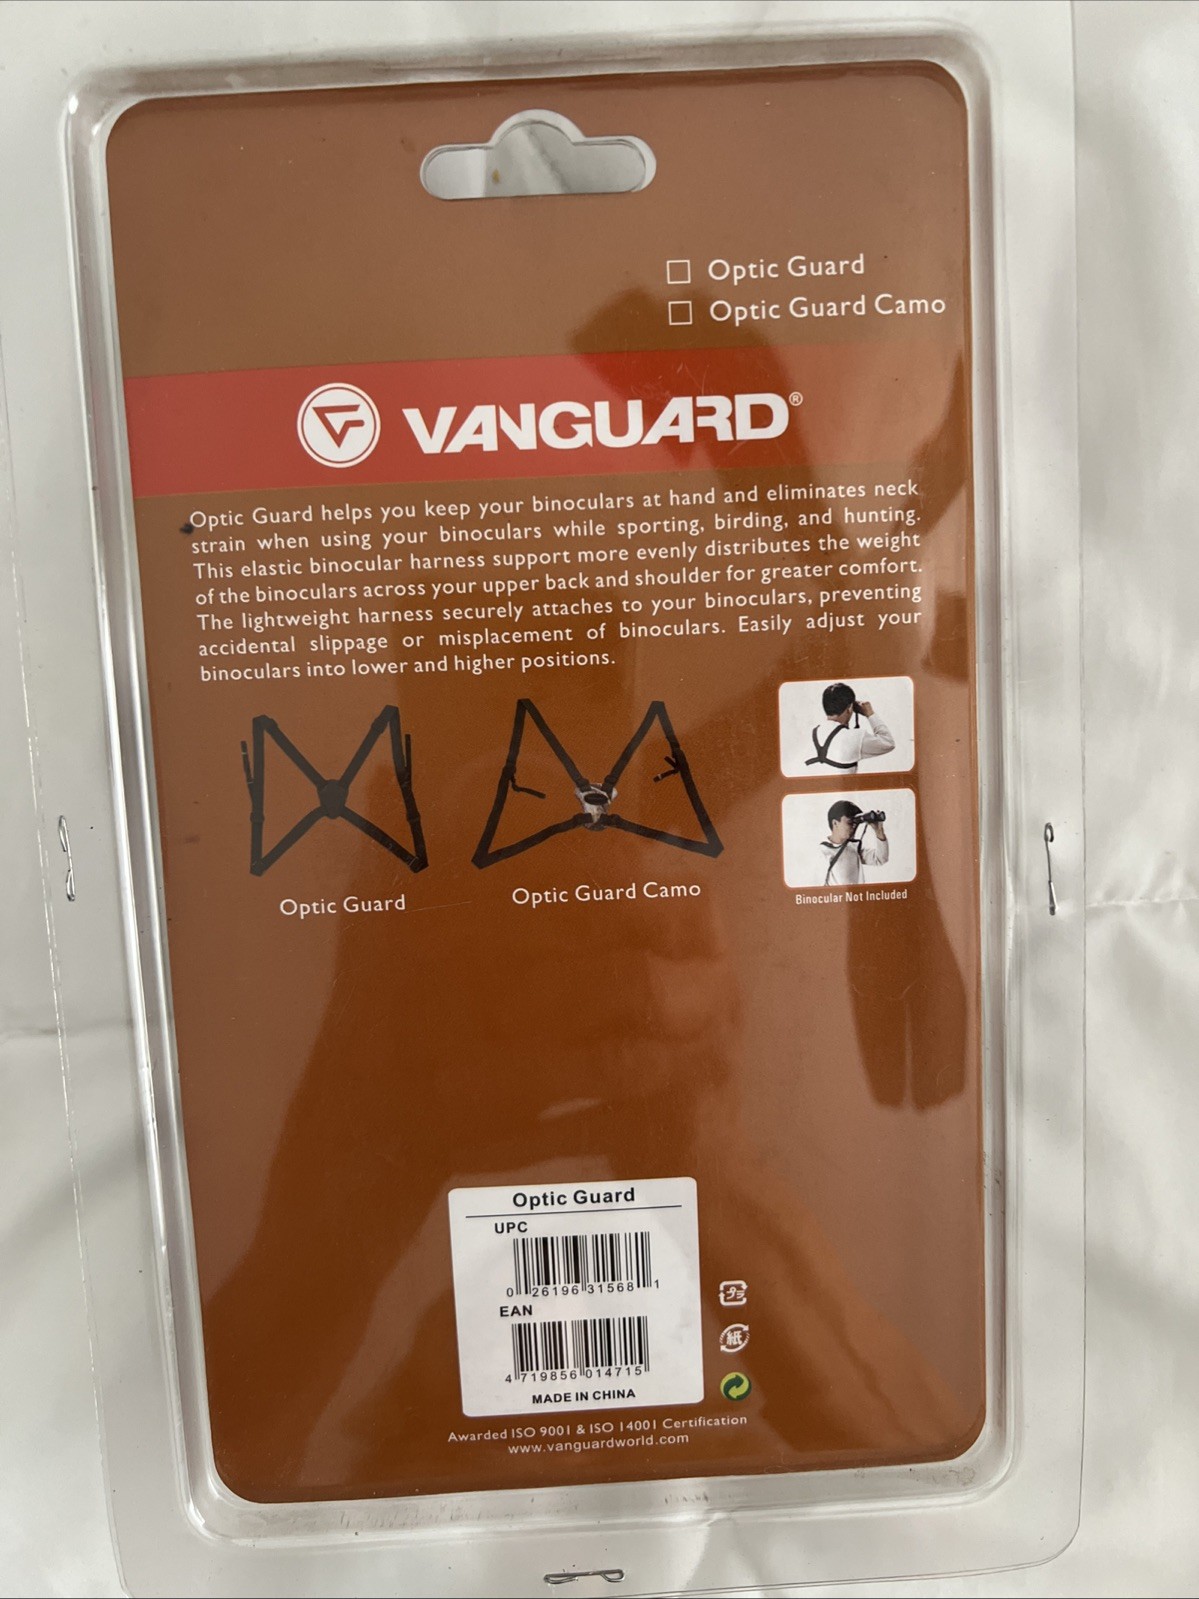 Optic Guard
Optic Guard Camo
VANGUARD®
Optic Guard helps you keep your binoculars at hand and eliminates neck
strain when using your binoculars while sporting, birding, and hunting.
This elastic binocular harness support more evenly distributes the weight
of the binoculars across your upper back and shoulder for greater comfort.
The lightweight harness securely attaches to your binoculars, preventing
accidental slippage or misplacement of binoculars. Easily adjust your
binoculars into lower and higher positions.
Optic Guard
Optic Guard Camo
Binocular Not Included
Optic Guard
UPC
0 26196 31568 1
EAN
4 719856 014715
MADE IN CHINA
プラ
紙
Awarded ISO 9001 & ISO 14001 Certification
www.vanguardworld.com